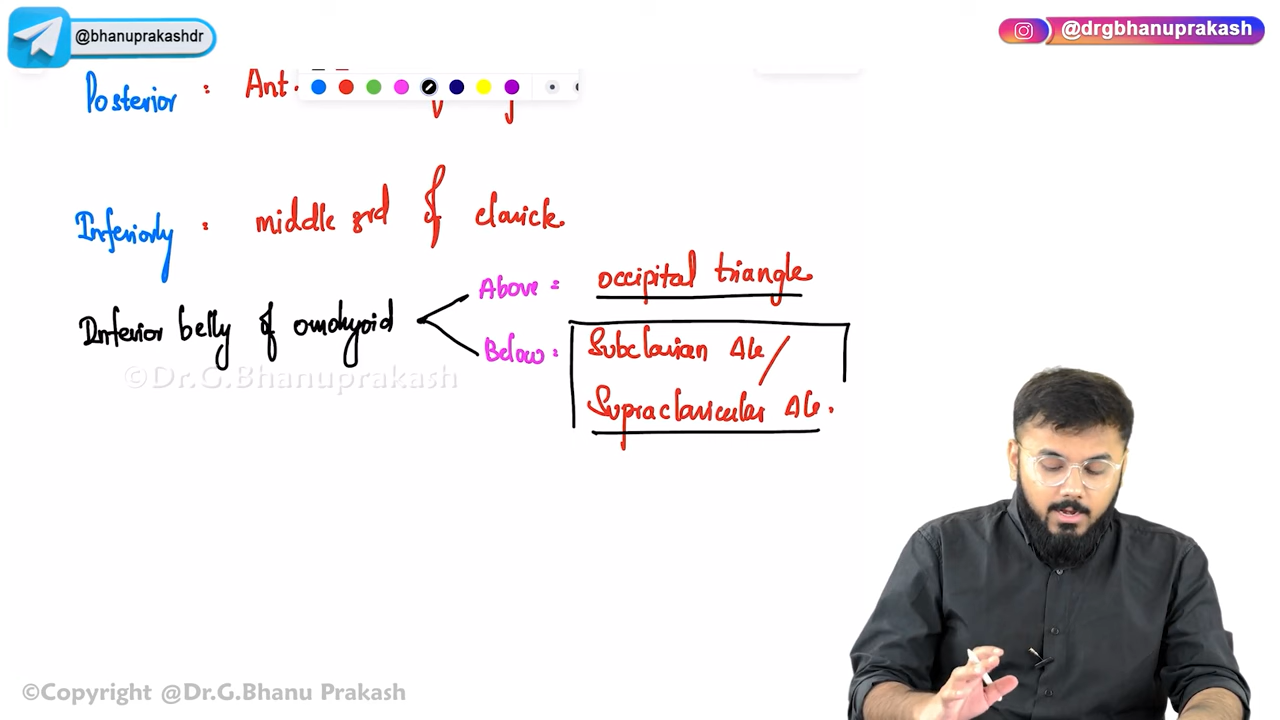 @bhanuprakashdr
@drgbhanuprakash
Posterior : Ant.
Inferiorly : middle 3rd of clavicle
Inferior belly of omohyoid
Above : occipital triangle
Below : Subclavian Δle/
Supraclavicular Δle.
©Dr.G.Bhanuprakash
©Copyright @Dr.G.Bhanu Prakash